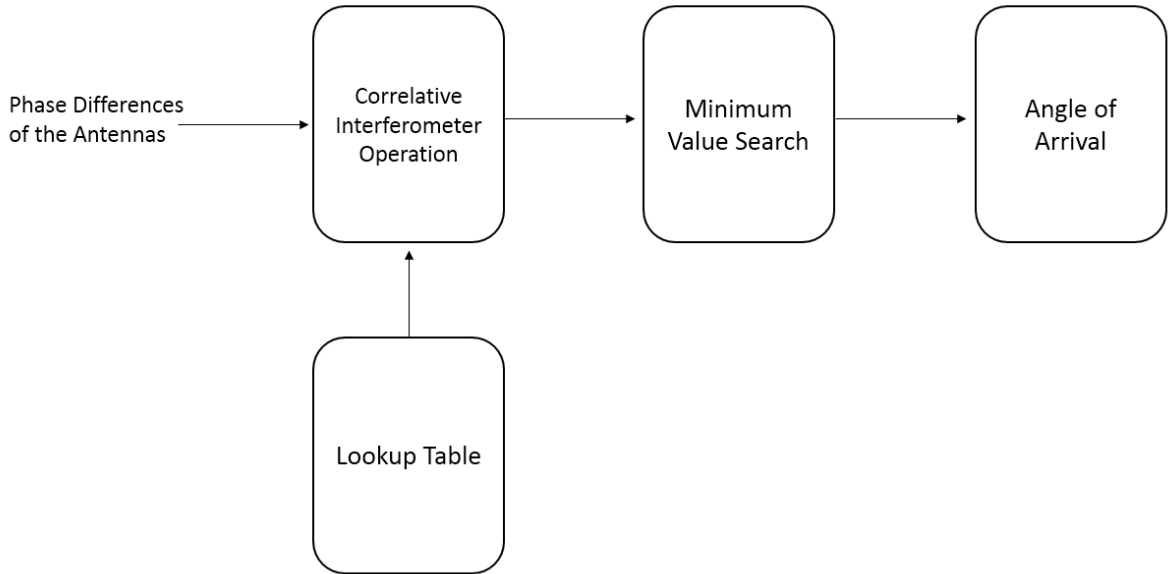 Phase Differences
of the Antennas
Correlative
Interferometer
Operation
Minimum
Value Search
Angle of
Arrival
Lookup Table